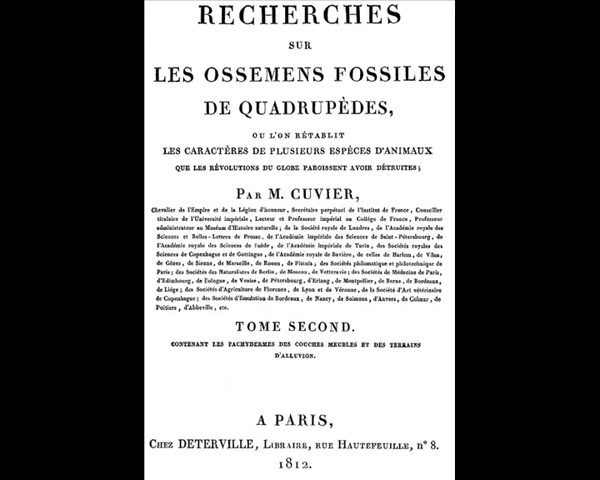 RECHERCHES
SUR
LES OSSEMENS FOSSILES
DE QUADRUPÈDES,
OU L'ON RÉTABLIT
LES CARACTÈRES DE PLUSIEURS ESPÈCES D'ANIMAUX
QUE LES RÉVOLUTIONS DU GLOBE PAROISSENT AVOIR DÉTRUITES;
PAR M. CUVIER,
Chevalier de l'Empire et de la Légion d'honneur, Secrétaire perpétuel de l'Institut de France, Conseiller
titulaire de l'Université impériale, Lecteur et Professeur impérial au Collége de France, Professeur
administrateur au Muséum d'Histoire naturelle; de la Société royale de Londres, de l'Académie royale des
Sciences et Belles-Lettres de Prusse, de l'Académie impériale des Sciences de Saint-Pétersbourg, de
l'Académie royale des Sciences de Suède, de l'Académie impériale de Turin, des Sociétés royales des
Sciences de Copenhague et de Gottingue, de l'Académie royale de Bavière, de celles de Harlem, de Vilna,
de Gênes, de Sienne, de Marseille, de Rouen, de Pistoia; des Sociétés philomatique et philotechnique de
Paris; des Sociétés des Naturalistes de Berlin, de Moscou, de Vetteravie; des Sociétés de Médecine de Paris,
d'Edimbourg, de Bologne, de Venise, de Pétersbourg, d'Erlang, de Montpellier, de Berne, de Bordeaux,
de Liége; des Sociétés d'Agriculture de Florence, de Lyon et de Véronne, de la Société d'Art vétérinaire
de Copenhague; des Sociétés d'Emulation de Bordeaux, de Nancy, de Soissons, d'Anvers, de Colmar, de
Poitiers, d'Abbeville, etc.
TOME SECOND.
CONTENANT LES PACHYDERMES DES COUCHES MEUBLES ET DES TERRAINS
D'ALLUVION.
A PARIS,
CHEZ DETERVILLE, LIBRAIRE, RUE HAUTEFEUILLE, n° 8.
1812.